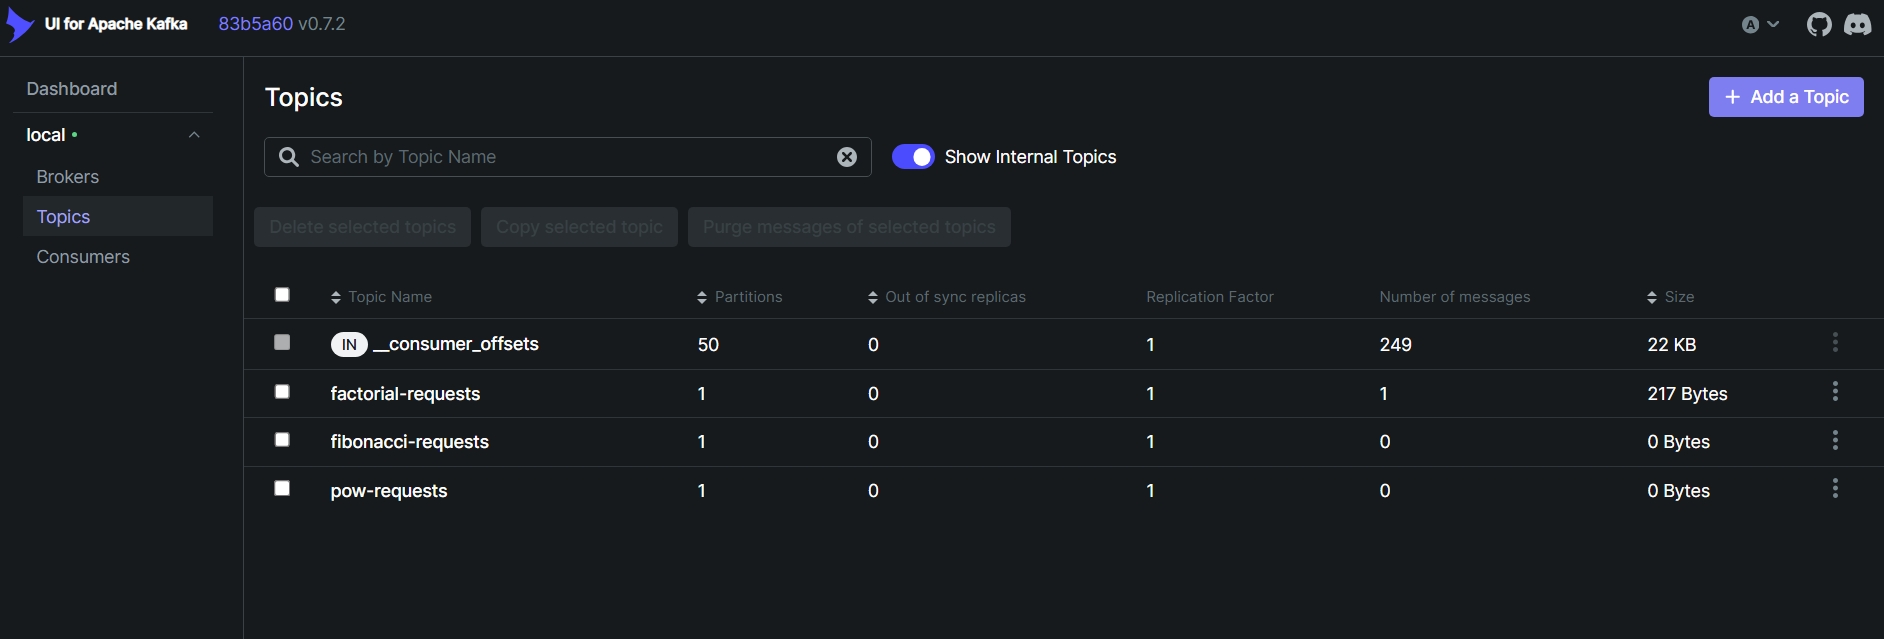 UI for Apache Kafka 83b5a60 v0.7.2 A
Dashboard
local
Brokers
Topics
Consumers
Topics
+ Add a Topic
Search by Topic Name
Show Internal Topics
Delete selected topics Copy selected topic Purge messages of selected topics
Topic Name Partitions Out of sync replicas Replication Factor Number of messages Size
IN __consumer_offsets 50 0 1 249 22 KB
factorial-requests 1 0 1 1 217 Bytes
fibonacci-requests 1 0 1 0 0 Bytes
pow-requests 1 0 1 0 0 Bytes